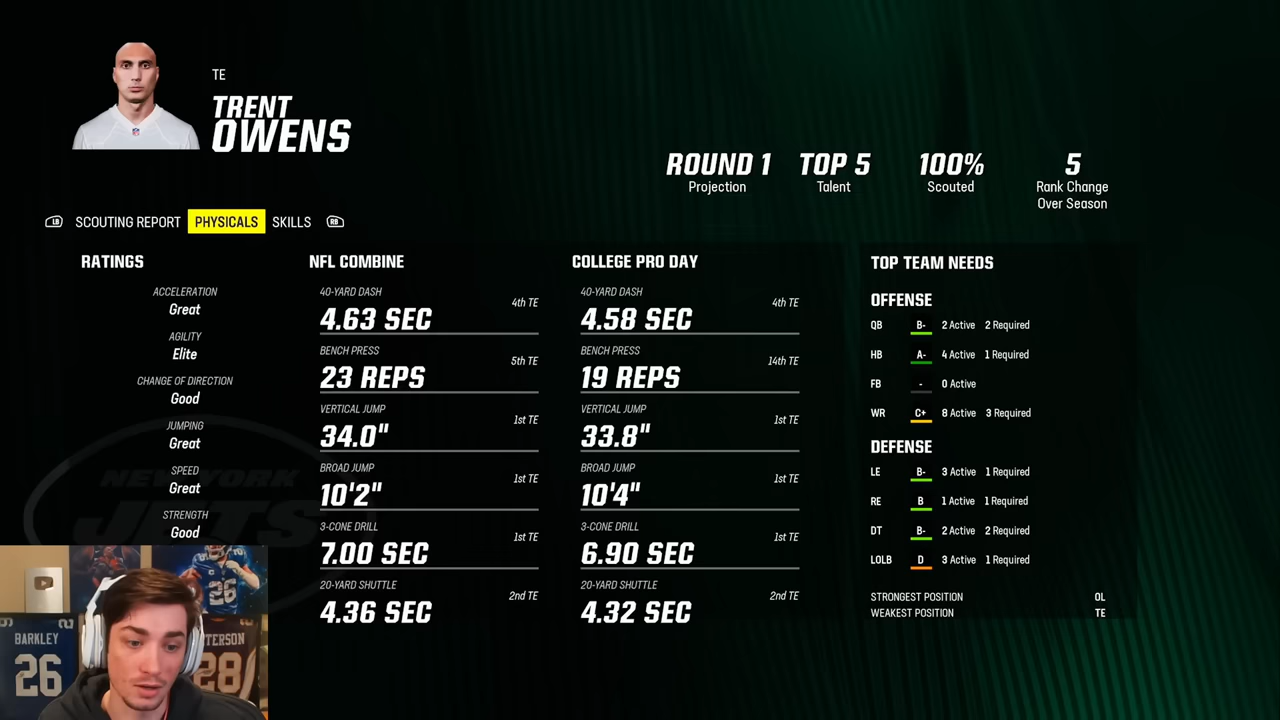 TE
TRENT
OWENS
ROUND 1
Projection
TOP 5
Talent
100%
Scouted
5
Rank Change
Over Season
LB SCOUTING REPORT PHYSICALS SKILLS RB
RATINGS
ACCELERATION
Great
AGILITY
Elite
CHANGE OF DIRECTION
Good
JUMPING
Great
SPEED
Great
STRENGTH
Good
NFL COMBINE
40-YARD DASH
4.63 SEC 4th TE
BENCH PRESS
23 REPS 5th TE
VERTICAL JUMP
34.0" 1st TE
BROAD JUMP
10'2" 1st TE
3-CONE DRILL
7.00 SEC 1st TE
20-YARD SHUTTLE
4.36 SEC 2nd TE
COLLEGE PRO DAY
40-YARD DASH
4.58 SEC 4th TE
BENCH PRESS
19 REPS 14th TE
VERTICAL JUMP
33.8" 1st TE
BROAD JUMP
10'4" 1st TE
3-CONE DRILL
6.90 SEC 1st TE
20-YARD SHUTTLE
4.32 SEC 2nd TE
TOP TEAM NEEDS
OFFENSE
QB B- 2 Active 2 Required
HB A- 4 Active 1 Required
FB - 0 Active
WR C+ 8 Active 3 Required
DEFENSE
LE B- 3 Active 1 Required
RE B 1 Active 1 Required
DT B- 2 Active 2 Required
LOLB D 3 Active 1 Required
STRONGEST POSITION OL
WEAKEST POSITION TE
NEW YORK
JETS
26
BARKLEY
26
TERSON
28